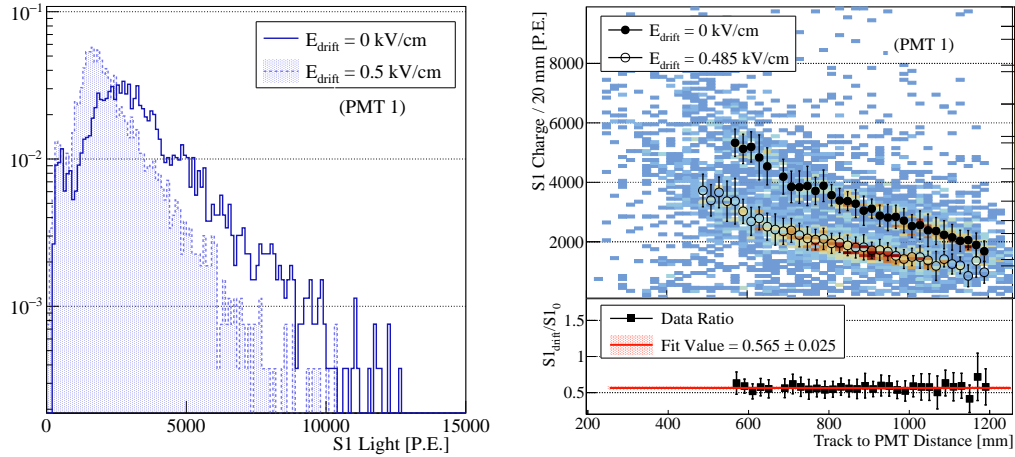 10⁻¹
10⁻²
10⁻³
E_drift = 0 kV/cm
E_drift = 0.5 kV/cm
(PMT 1)
0 5000 10000 15000
S1 Light [P.E.]
S1 Charge / 20 mm [P.E.]
8000
6000
4000
2000
E_drift = 0 kV/cm
E_drift = 0.485 kV/cm
(PMT 1)
S1_drift/S1_0
1.5
1
0.5
Data Ratio
Fit Value = 0.565 ± 0.025
200 400 600 800 1000 1200
Track to PMT Distance [mm]